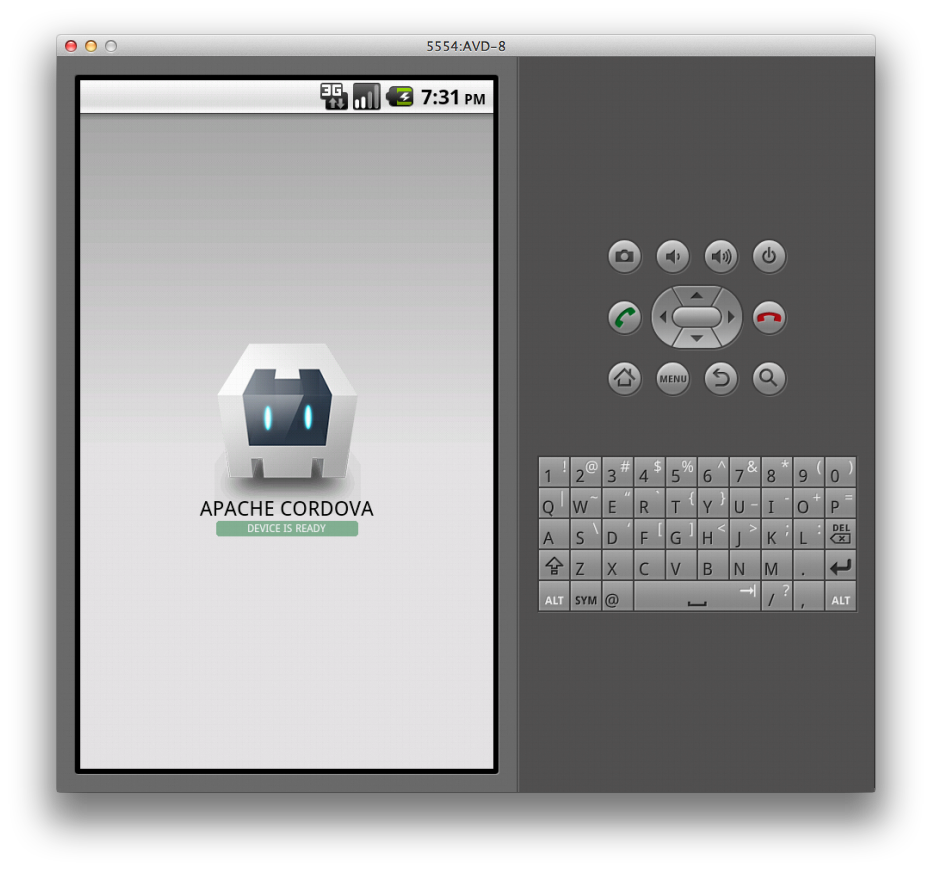 5554:AVD-8
3G 7:31 PM
APACHE CORDOVA
DEVICE IS READY
MENU
1 ! 2 @ 3 # 4 $ 5 % 6 ^ 7 & 8 * 9 ( 0 )
Q | W ~ E " R ` T { Y } U _ I - O + P =
A S \ D ' F [ G ] H < J > K ; L : DEL
Z X C V B N M .
ALT SYM @ / ? , ALT